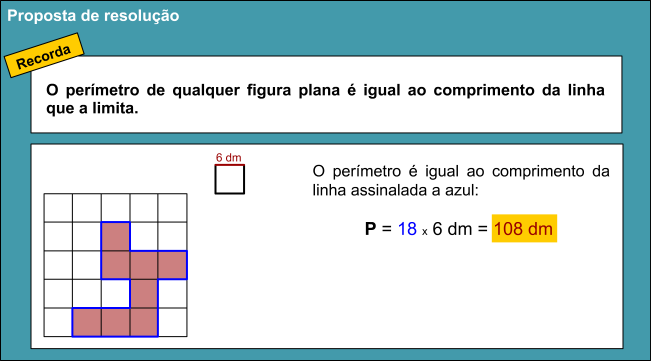 Proposta de resolução
Recorda
O perímetro de qualquer figura plana é igual ao comprimento da linha
que a limita.
6 dm
O perímetro é igual ao comprimento da
linha assinalada a azul:
P = 18 x 6 dm = 108 dm